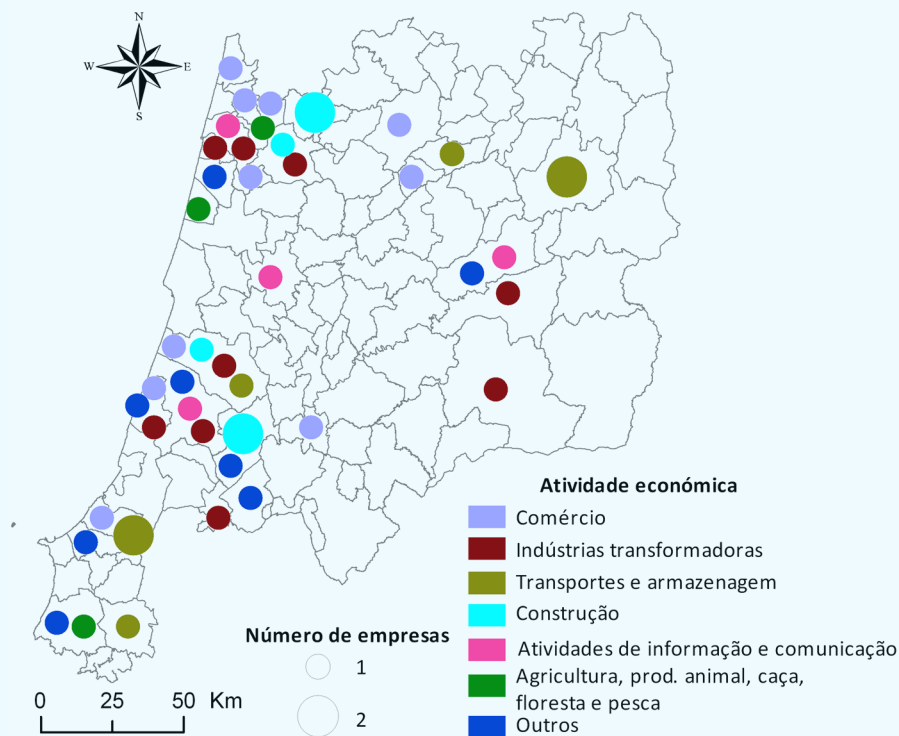 N
W
E
S
Atividade económica
Comércio
Indústrias transformadoras
Transportes e armazenagem
Construção
Atividades de informação e comunicação
Agricultura, prod. animal, caça,
floresta e pesca
Outros
Número de empresas
1
2
0 25 50 Km